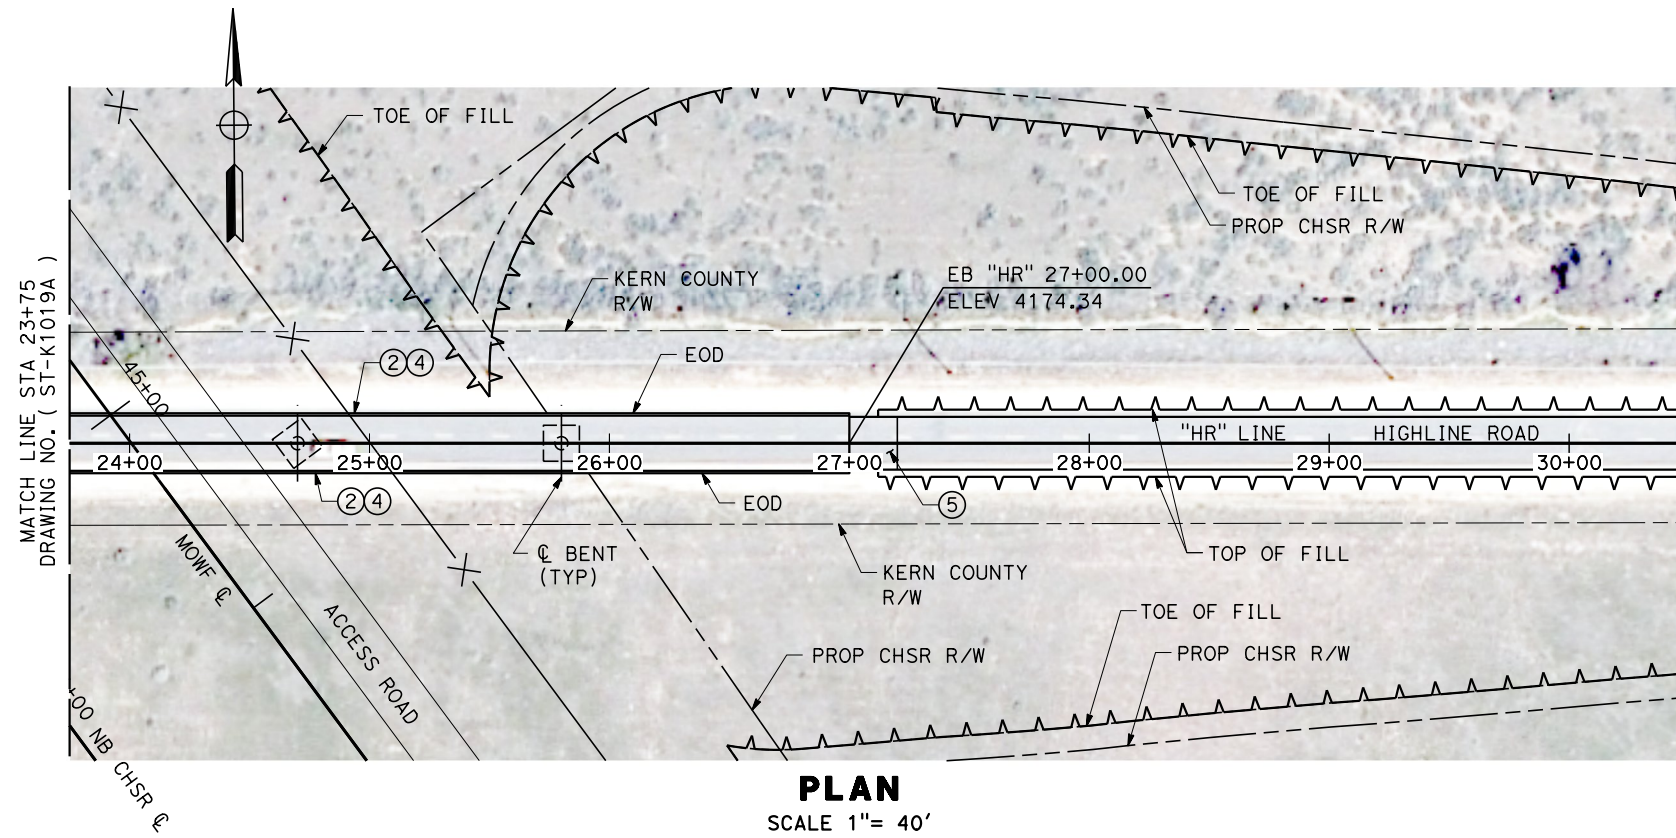 TOE OF FILL
TOE OF FILL
PROP CHSR R/W
KERN COUNTY
R/W
EB "HR" 27+00.00
ELEV 4174.34
MATCH LINE STA 23+75
DRAWING NO. ( ST-K1019A )
45+00
2 4
EOD
"HR" LINE
HIGHLINE ROAD
24+00
25+00
26+00
27+00
28+00
29+00
30+00
2 4
EOD
5
℄ BENT
(TYP)
TOP OF FILL
KERN COUNTY
R/W
MOWF ℄
ACCESS ROAD
TOE OF FILL
PROP CHSR R/W
PROP CHSR R/W
+00 NB CHSR ℄
PLAN
SCALE 1"= 40'